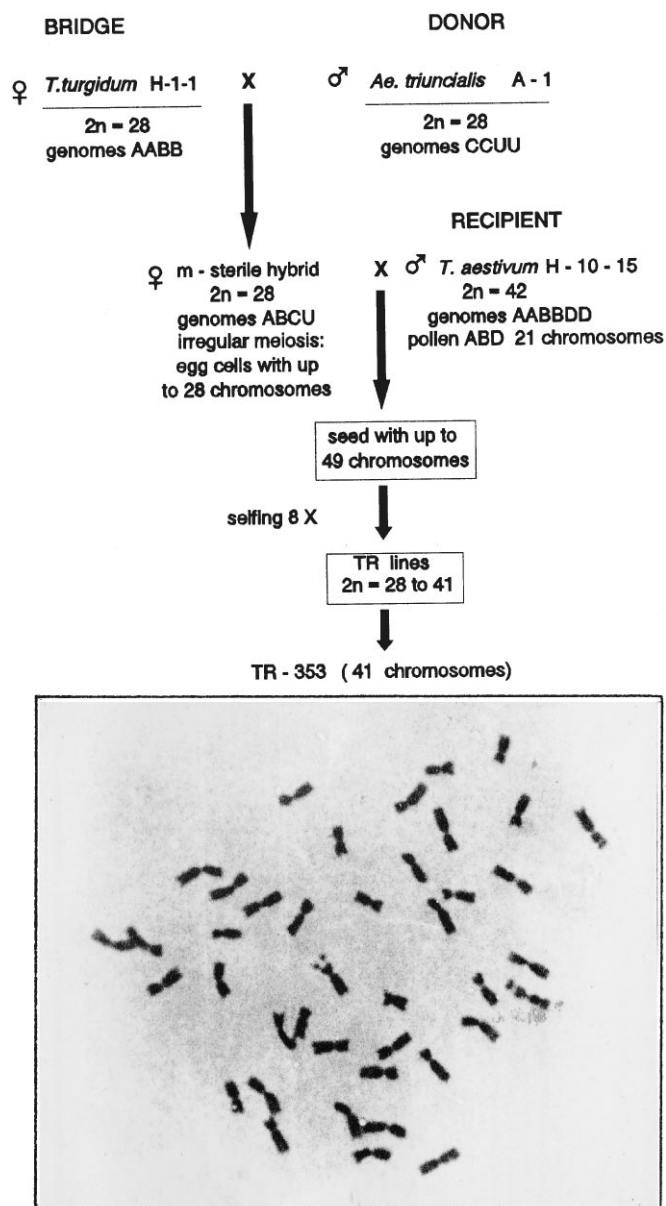 BRIDGE
DONOR
♀ T.turgidum H-1-1 X ♂ Ae. triuncialis A - 1
2n = 28
genomes AABB
2n = 28
genomes CCUU
RECIPIENT
♀ m - sterile hybrid
2n = 28
genomes ABCU
irregular meiosis:
egg cells with up
to 28 chromosomes
X ♂ T. aestivum H - 10 - 15
2n = 42
genomes AABBDD
pollen ABD 21 chromosomes
seed with up to
49 chromosomes
selfing 8 X
TR lines
2n = 28 to 41
TR - 353 ( 41 chromosomes)